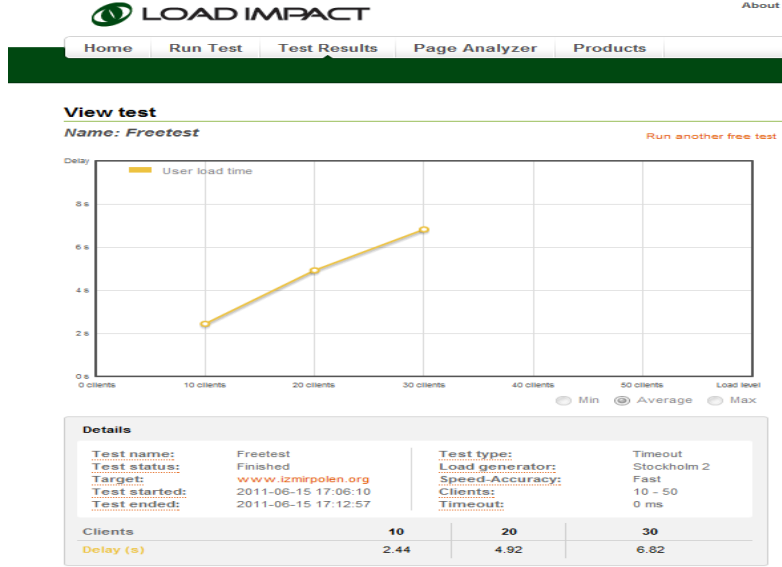 LOAD IMPACT
About
Home Run Test Test Results Page Analyzer Products
View test
Name: Freetest
Run another free test
Delay
User load time
8 s
6 s
4 s
2 s
0 s
0 clients 10 clients 20 clients 30 clients 40 clients 50 clients Load level
Min Average Max
Details
Test name: Freetest Test type: Timeout
Test status: Finished Load generator: Stockholm 2
Target: www.izmirpolen.org Speed-Accuracy: Fast
Test started: 2011-06-15 17:06:10 Clients: 10 - 50
Test ended: 2011-06-15 17:12:57 Timeout: 0 ms
Clients 10 20 30
Delay (s) 2.44 4.92 6.82